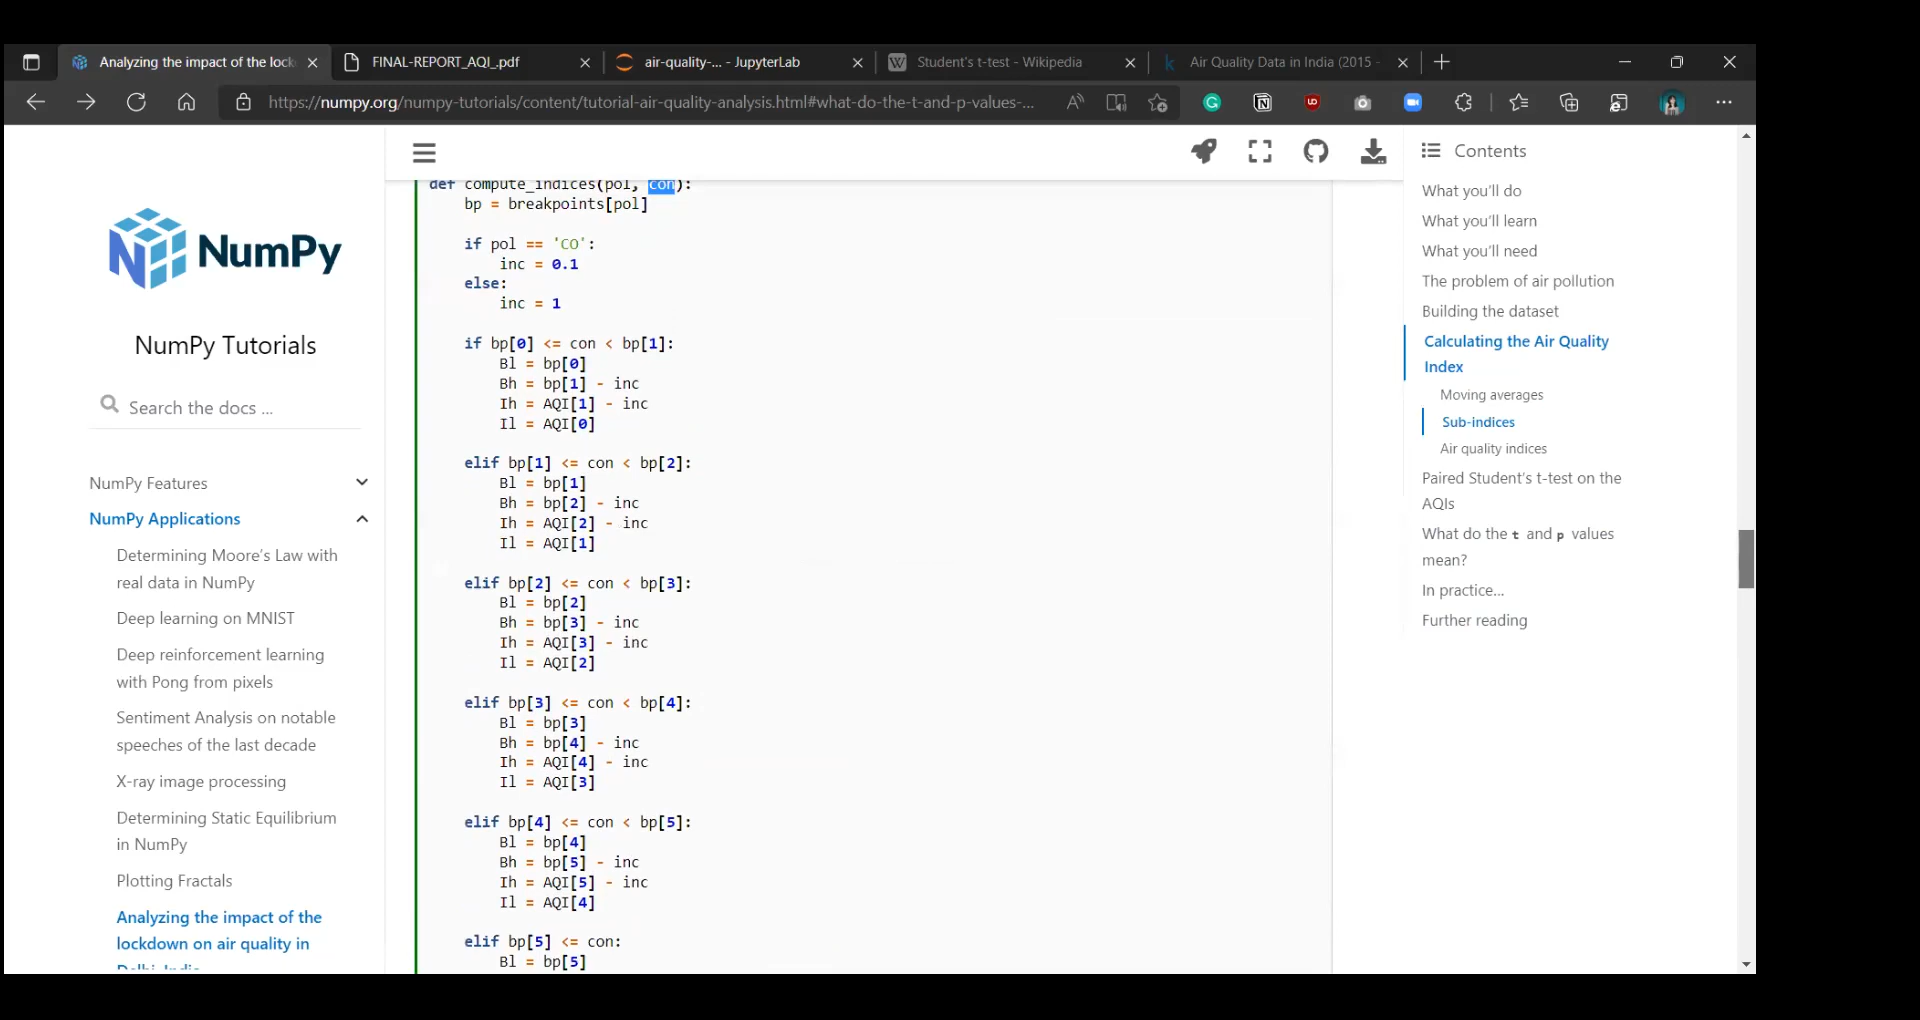 Analyzing the impact of the lock
FINAL-REPORT_AQI_.pdf
air-quality-... - JupyterLab
Student's t-test - Wikipedia
Air Quality Data in India (2015 -
https://numpy.org/numpy-tutorials/content/tutorial-air-quality-analysis.html#what-do-the-t-and-p-values-...
NumPy
NumPy Tutorials
Search the docs ...
NumPy Features
NumPy Applications
Determining Moore's Law with
real data in NumPy
Deep learning on MNIST
Deep reinforcement learning
with Pong from pixels
Sentiment Analysis on notable
speeches of the last decade
X-ray image processing
Determining Static Equilibrium
in NumPy
Plotting Fractals
Analyzing the impact of the
lockdown on air quality in
Delhi, India
def compute_indices(pol, con):
    bp = breakpoints[pol]

    if pol == 'CO':
        inc = 0.1
    else:
        inc = 1

    if bp[0] <= con < bp[1]:
        Bl = bp[0]
        Bh = bp[1] - inc
        Ih = AQI[1] - inc
        Il = AQI[0]

    elif bp[1] <= con < bp[2]:
        Bl = bp[1]
        Bh = bp[2] - inc
        Ih = AQI[2] - inc
        Il = AQI[1]

    elif bp[2] <= con < bp[3]:
        Bl = bp[2]
        Bh = bp[3] - inc
        Ih = AQI[3] - inc
        Il = AQI[2]

    elif bp[3] <= con < bp[4]:
        Bl = bp[3]
        Bh = bp[4] - inc
        Ih = AQI[4] - inc
        Il = AQI[3]

    elif bp[4] <= con < bp[5]:
        Bl = bp[4]
        Bh = bp[5] - inc
        Ih = AQI[5] - inc
        Il = AQI[4]

    elif bp[5] <= con:
        Bl = bp[5]
Contents
What you'll do
What you'll learn
What you'll need
The problem of air pollution
Building the dataset
Calculating the Air Quality
Index
Moving averages
Sub-indices
Air quality indices
Paired Student's t-test on the
AQIs
What do the t and p values
mean?
In practice...
Further reading